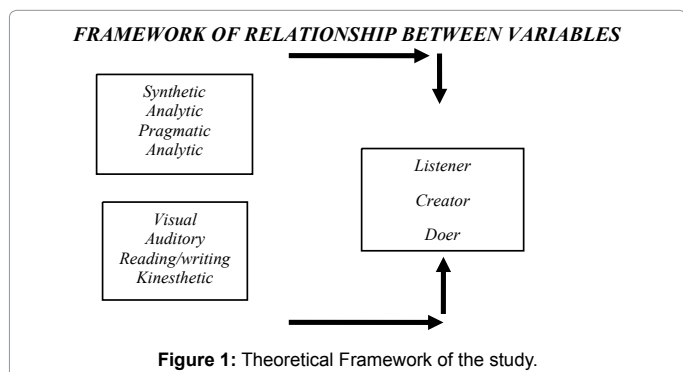 FRAMEWORK OF RELATIONSHIP BETWEEN VARIABLES
Synthetic
Analytic
Pragmatic
Analytic
Visual
Auditory
Reading/writing
Kinesthetic
Listener
Creator
Doer
Figure 1: Theoretical Framework of the study.